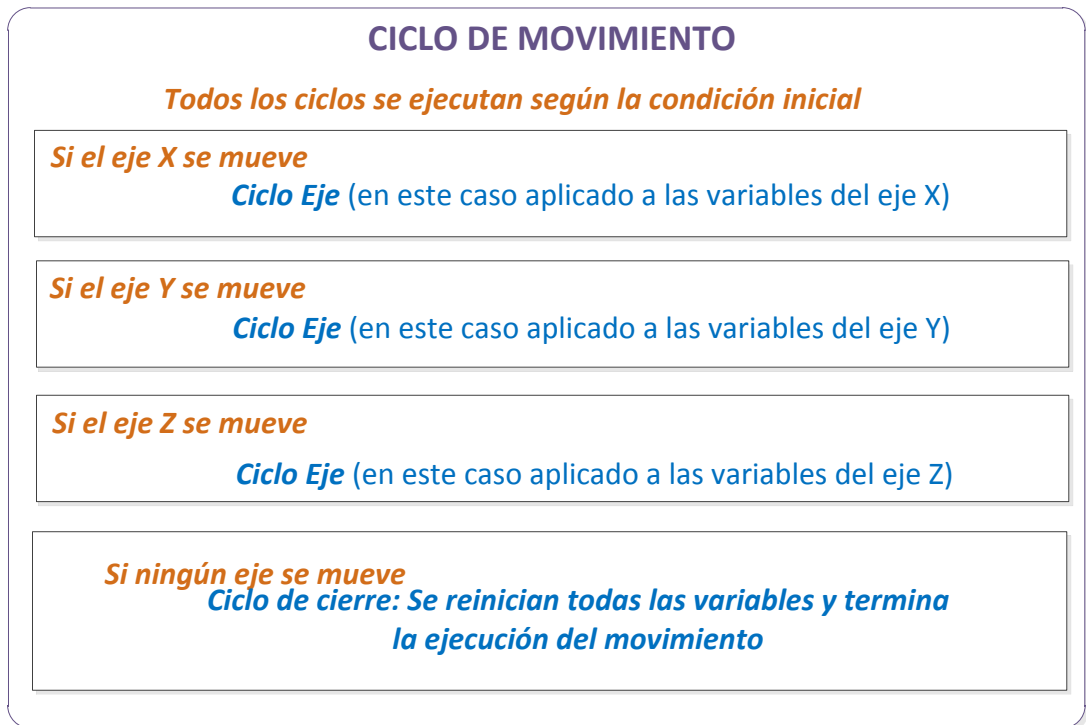 CICLO DE MOVIMIENTO
Todos los ciclos se ejecutan según la condición inicial
Si el eje X se mueve
Ciclo Eje (en este caso aplicado a las variables del eje X)
Si el eje Y se mueve
Ciclo Eje (en este caso aplicado a las variables del eje Y)
Si el eje Z se mueve
Ciclo Eje (en este caso aplicado a las variables del eje Z)
Si ningún eje se mueve
Ciclo de cierre: Se reinician todas las variables y termina
la ejecución del movimiento